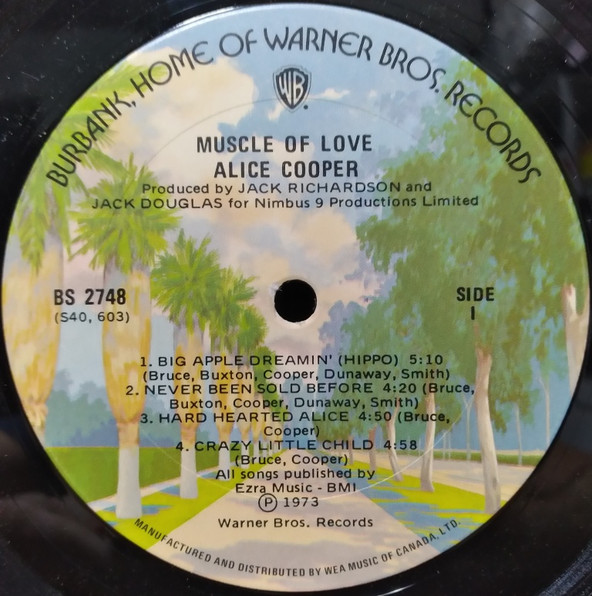 BURBANK, HOME OF WARNER BROS. RECORDS
WB
MUSCLE OF LOVE
ALICE COOPER
Produced by JACK RICHARDSON and
JACK DOUGLAS for Nimbus 9 Productions Limited
BS 2748
(S40, 603)
SIDE
1
1. BIG APPLE DREAMIN' (HIPPO) 5:10
(Bruce, Buxton, Cooper, Dunaway, Smith)
2. NEVER BEEN SOLD BEFORE 4:20 (Bruce,
Buxton, Cooper, Dunaway, Smith)
3. HARD HEARTED ALICE 4:50 (Bruce,
Cooper)
4. CRAZY LITTLE CHILD 4:58
(Bruce, Cooper)
All songs published by
Ezra Music - BMI
Ⓟ 1973
Warner Bros. Records
MANUFACTURED AND DISTRIBUTED BY WEA MUSIC OF CANADA, LTD.